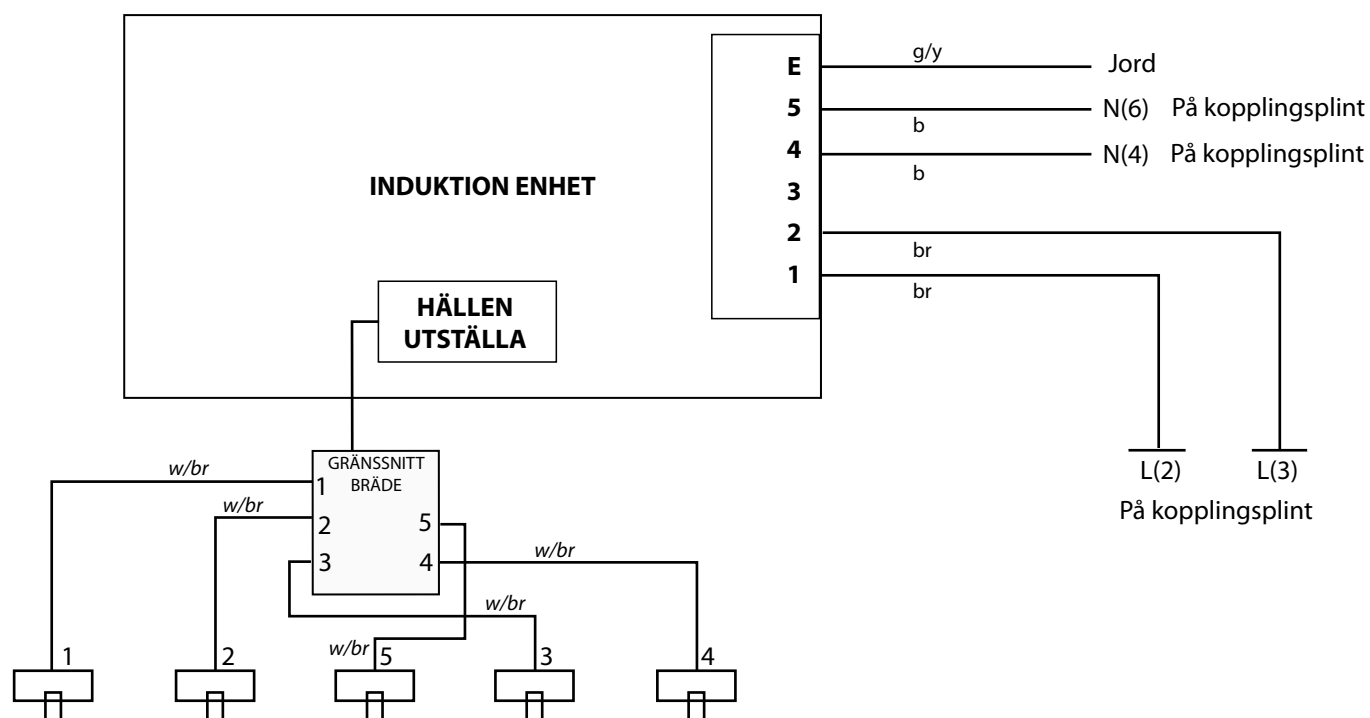 E
g/y
Jord
5
b
N(6) På kopplingsplint
4
b
N(4) På kopplingsplint
INDUKTION ENHET
3
2
br
1
br
HÄLLEN
UTSTÄLLA
L(2)
L(3)
På kopplingsplint
GRÄNSSNITT
BRÄDE
w/br
1
w/br
2
5
3
4
w/br
w/br
w/br
1
2
5
3
4